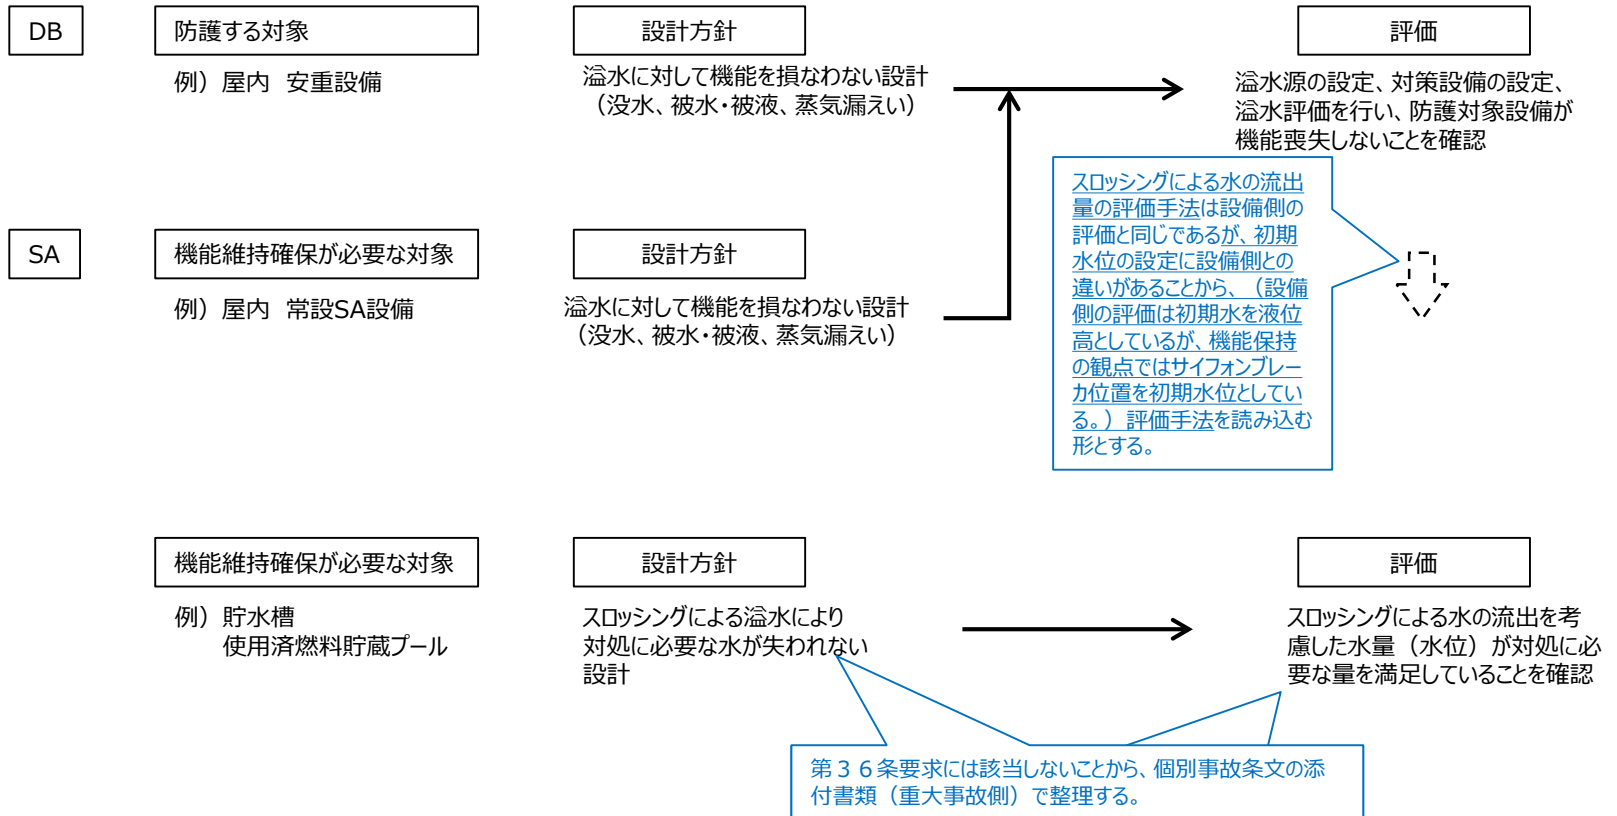 DB
防護する対象
設計方針
評価
例）屋内　安重設備
溢水に対して機能を損なわない設計
（没水、被水・被液、蒸気漏えい）
溢水源の設定、対策設備の設定、
溢水評価を行い、防護対象設備が
機能喪失しないことを確認
スロッシングによる水の流出
量の評価手法は設備側の
評価と同じであるが、初期
水位の設定に設備側との
違いがあることから、（設備
側の評価は初期水を液位
高としているが、機能保持
の観点ではサイフォンブレー
カ位置を初期水位としてい
る。）評価手法を読み込む
形とする。
SA
機能維持確保が必要な対象
設計方針
例）屋内　常設SA設備
溢水に対して機能を損なわない設計
（没水、被水・被液、蒸気漏えい）
機能維持確保が必要な対象
設計方針
評価
例）貯水槽
使用済燃料貯蔵プール
スロッシングによる溢水により
対処に必要な水が失われない
設計
スロッシングによる水の流出を考
慮した水量（水位）が対処に必
要な量を満足していることを確認
第３６条要求には該当しないことから、個別事故条文の添
付書類（重大事故側）で整理する。